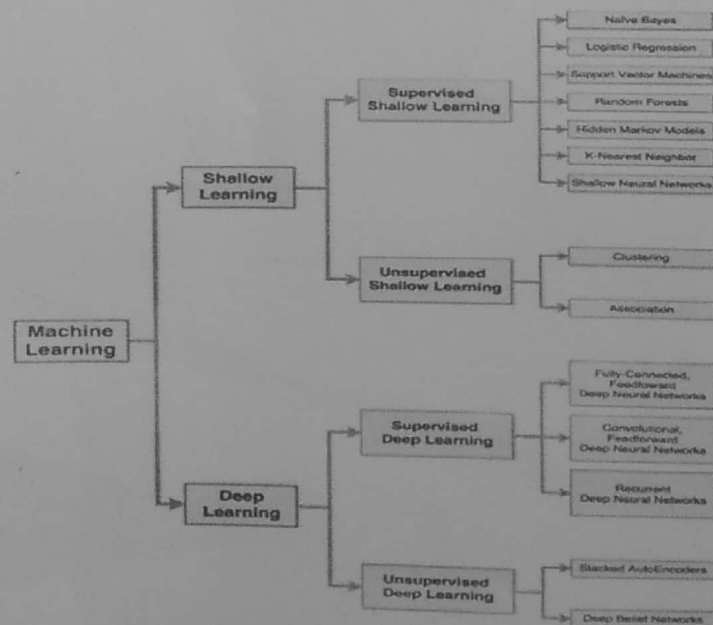 Machine
Learning
Shallow
Learning
Deep
Learning
Supervised
Shallow Learning
Unsupervised
Shallow Learning
Supervised
Deep Learning
Unsupervised
Deep Learning
Naïve Bayes
Logistic Regression
Support Vector Machines
Random Forests
Hidden Markov Models
K-Nearest Neighbor
Shallow Neural Networks
Clustering
Association
Fully-Connected,
Feedfoward
Deep Neural Networks
Convolutional,
Feedforward
Deep Neural Networks
Recurrent
Deep Neural Networks
Stacked AutoEncoders
Deep Belief Networks